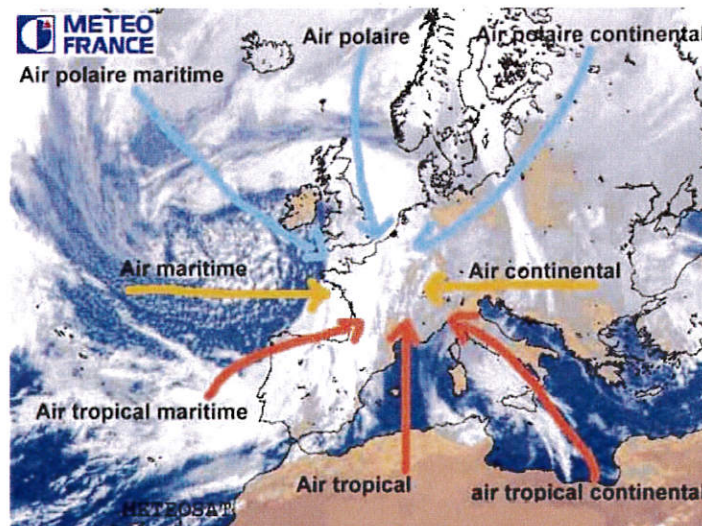 METEO
FRANCE
Air polaire
Air polaire continental
Air polaire maritime
Air maritime
Air continental
Air tropical maritime
Air tropical
air tropical continental
METEOSAT